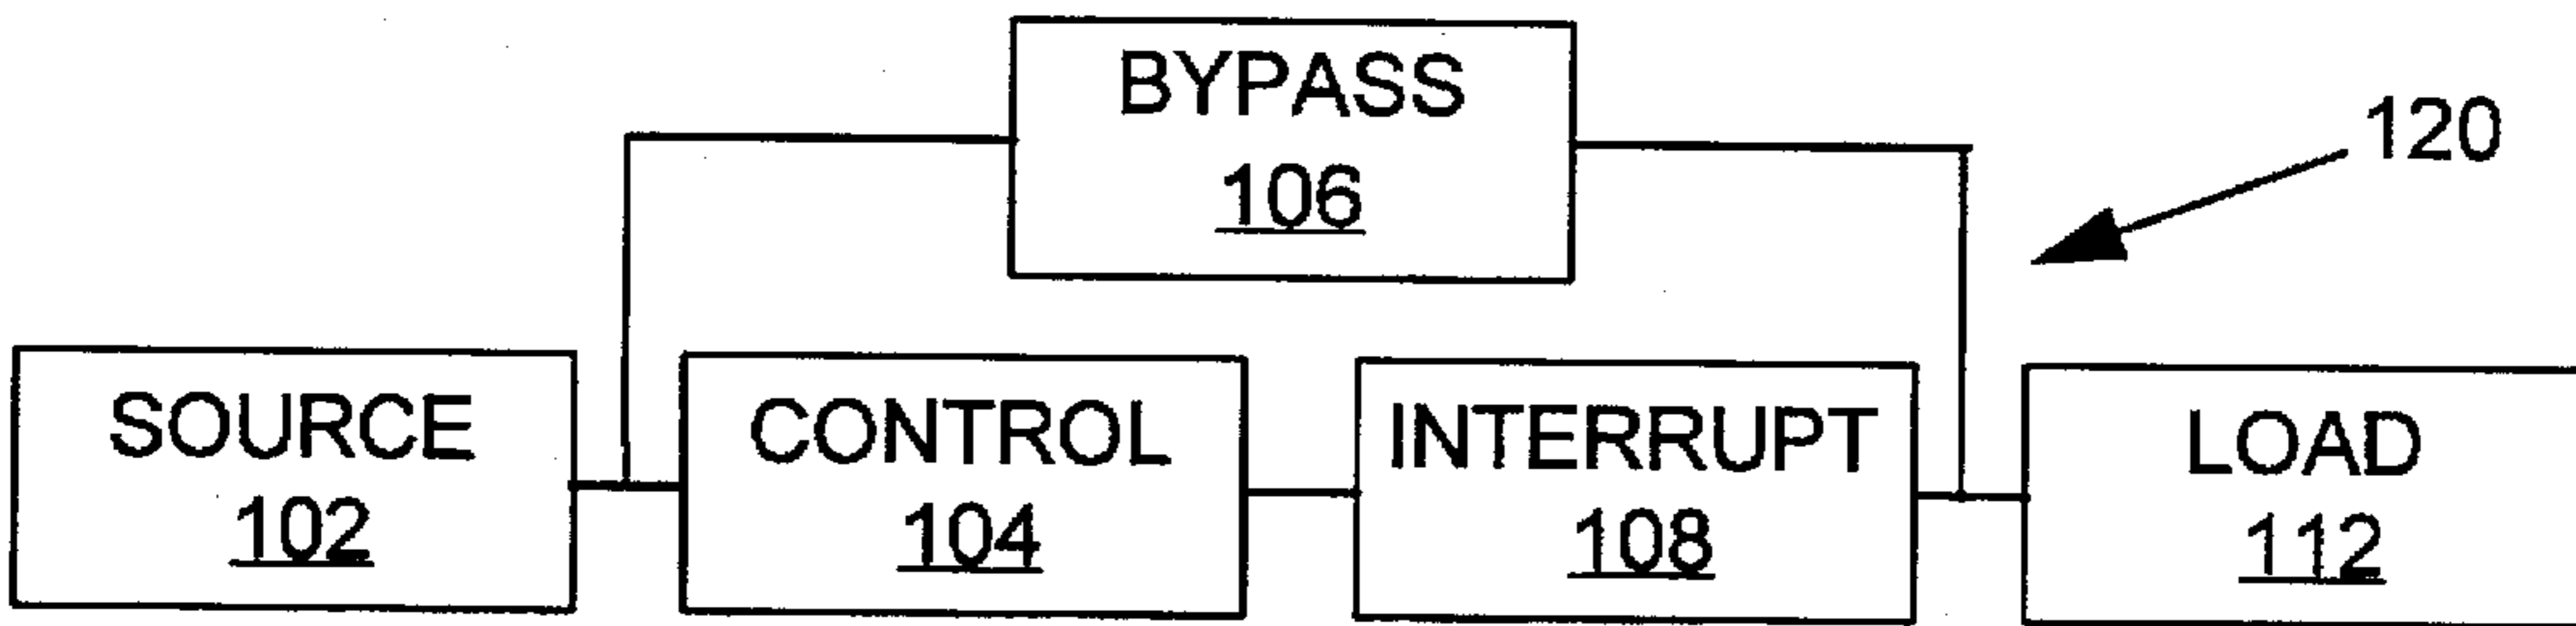 BYPASS
106
120
SOURCE
102
CONTROL
104
INTERRUPT
108
LOAD
112